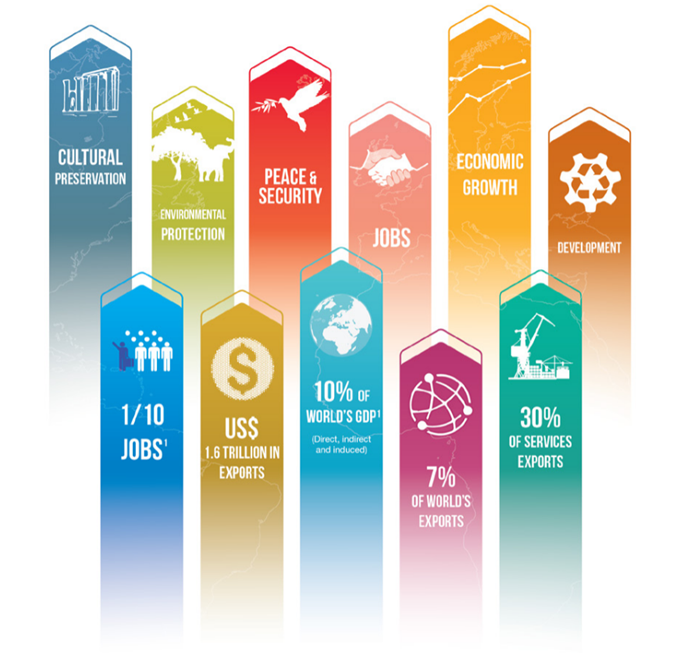 CULTURAL
PRESERVATION
ENVIRONMENTAL
PROTECTION
PEACE &
SECURITY
JOBS
ECONOMIC
GROWTH
DEVELOPMENT
1/10
JOBS¹
$
US$
1.6 TRILLION IN
EXPORTS
10% OF
WORLD'S GDP¹
(Direct, indirect
and induced)
7%
OF WORLD'S
EXPORTS
30%
OF SERVICES
EXPORTS